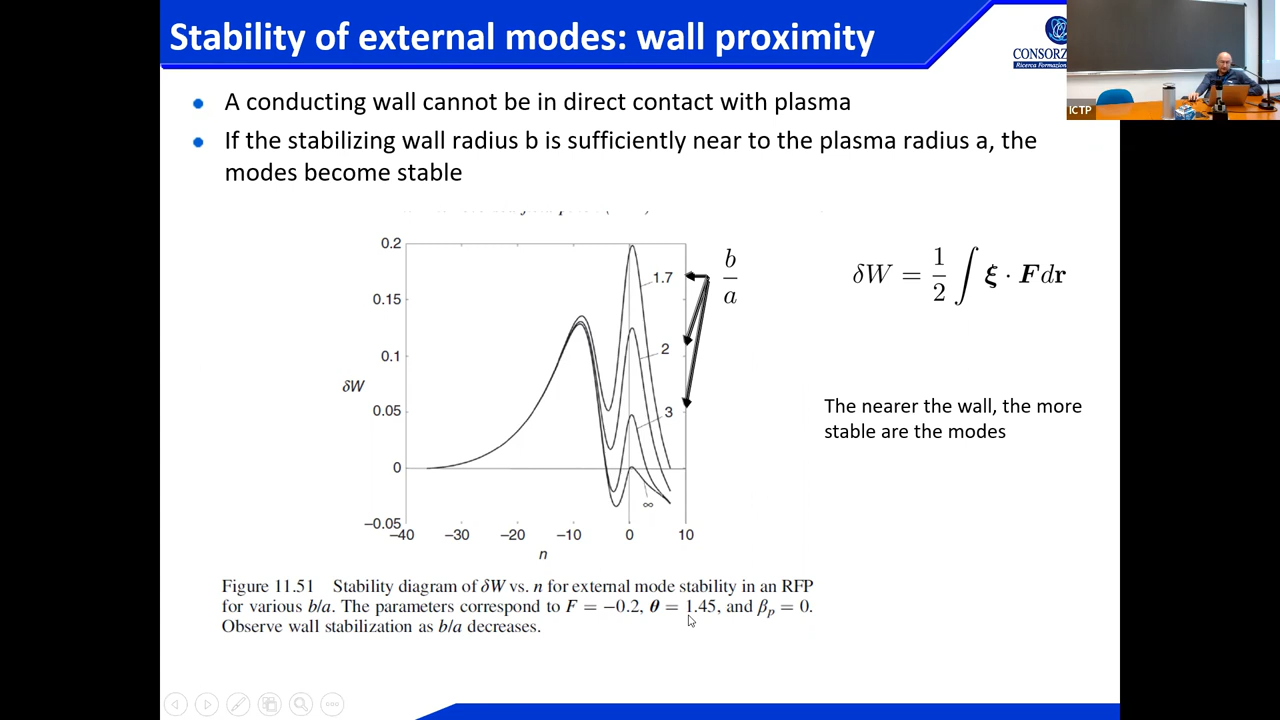 Stability of external modes: wall proximity
CONSORZ
Ricerca Formazion
ICTP
A conducting wall cannot be in direct contact with plasma
If the stabilizing wall radius b is sufficiently near to the plasma radius a, the
modes become stable
0.2
0.15
0.1
0.05
0
−0.05
δW
−40
−30
−20
−10
0
10
n
1.7
2
3
∞
b
a
δW = 1/2 ∫ ξ · F dr
The nearer the wall, the more
stable are the modes
Figure 11.51 Stability diagram of δW vs. n for external mode stability in an RFP
for various b/a. The parameters correspond to F = −0.2, θ = 1.45, and βp = 0.
Observe wall stabilization as b/a decreases.